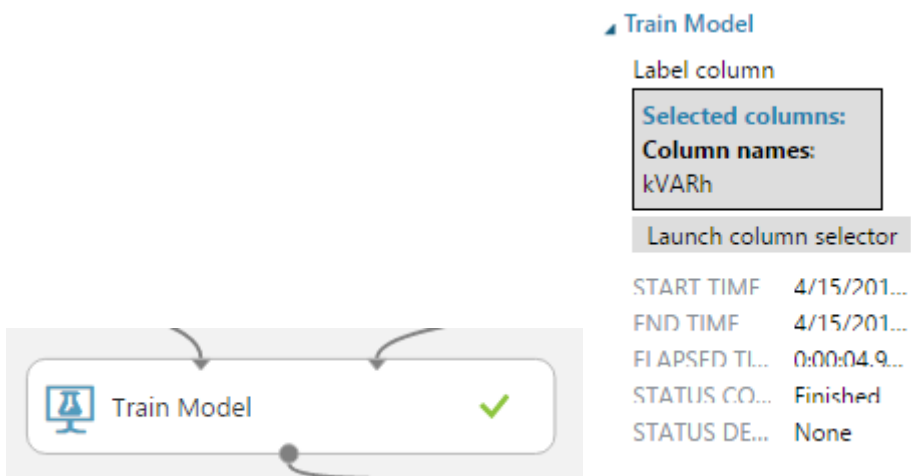 Train Model
Label column
Selected columns:
Column names:
kVARh
Launch column selector
START TIME 4/15/201...
END TIME 4/15/201...
ELAPSED TI... 0:00:04.9...
STATUS CO... Finished
STATUS DE... None
Train Model